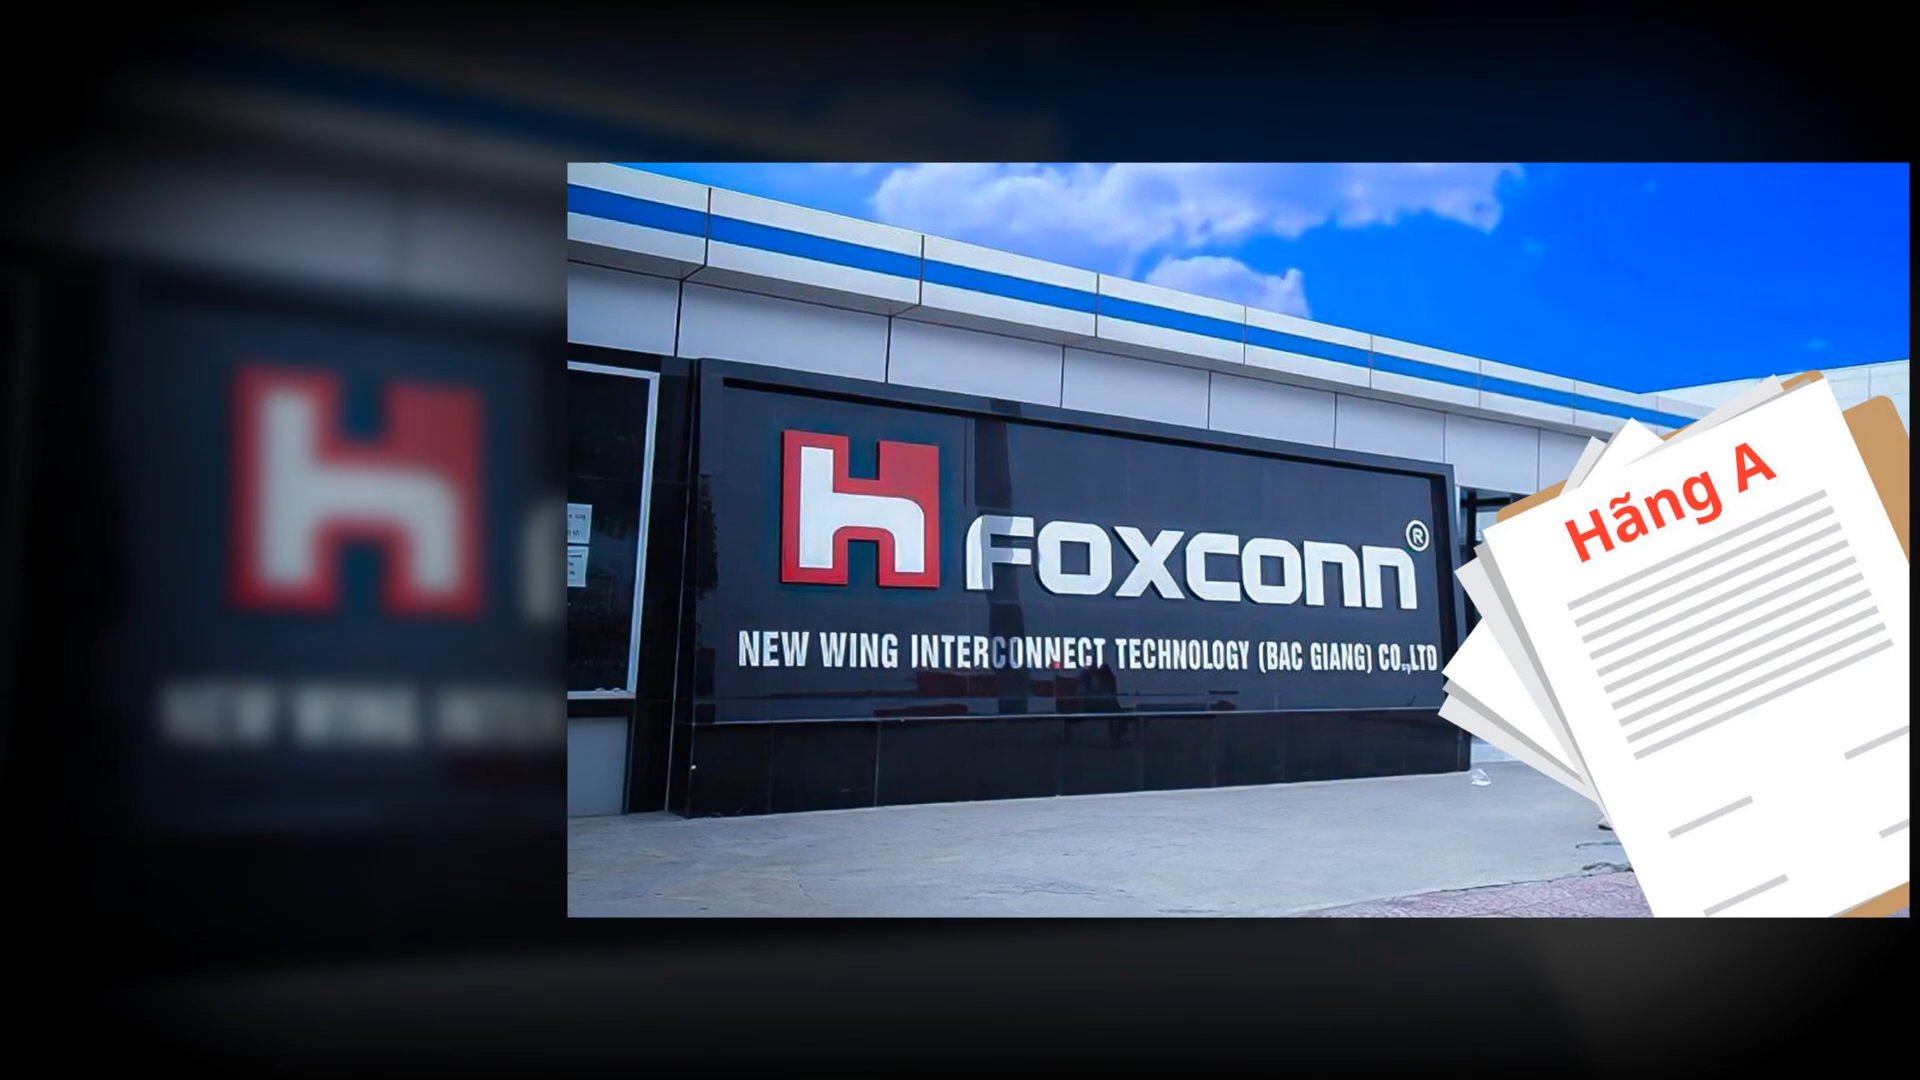 FOXCONN®
NEW WING INTERCONNECT TECHNOLOGY (BAC GIANG) CO.,LTD
Hãng A